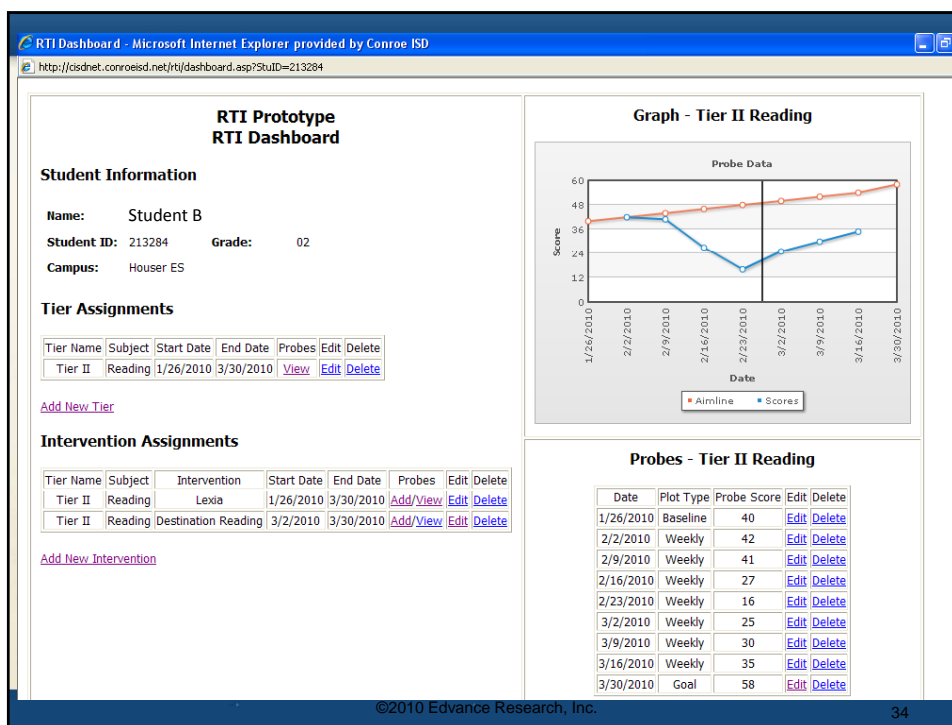 RTI Dashboard - Microsoft Internet Explorer provided by Conroe ISD
http://cisdnet.conroeisd.net/rti/dashboard.asp?StuID=213284
RTI Prototype
RTI Dashboard
Student Information
Name: Student B
Student ID: 213284 Grade: 02
Campus: Houser ES
Tier Assignments
Tier Name Subject Start Date End Date Probes Edit Delete
Tier II Reading 1/26/2010 3/30/2010 View Edit Delete
Add New Tier
Intervention Assignments
Tier Name Subject Intervention Start Date End Date Probes Edit Delete
Tier II Reading Lexia 1/26/2010 3/30/2010 Add/View Edit Delete
Tier II Reading Destination Reading 3/2/2010 3/30/2010 Add/View Edit Delete
Add New Intervention
Graph - Tier II Reading
Probe Data
60
48
36
24
12
0
Score
1/26/2010
2/2/2010
2/9/2010
2/16/2010
2/23/2010
3/2/2010
3/9/2010
3/16/2010
3/30/2010
Date
Aimline Scores
Probes - Tier II Reading
Date Plot Type Probe Score Edit Delete
1/26/2010 Baseline 40 Edit Delete
2/2/2010 Weekly 42 Edit Delete
2/9/2010 Weekly 41 Edit Delete
2/16/2010 Weekly 27 Edit Delete
2/23/2010 Weekly 16 Edit Delete
3/2/2010 Weekly 25 Edit Delete
3/9/2010 Weekly 30 Edit Delete
3/16/2010 Weekly 35 Edit Delete
3/30/2010 Goal 58 Edit Delete
©2010 Edvance Research, Inc.
34